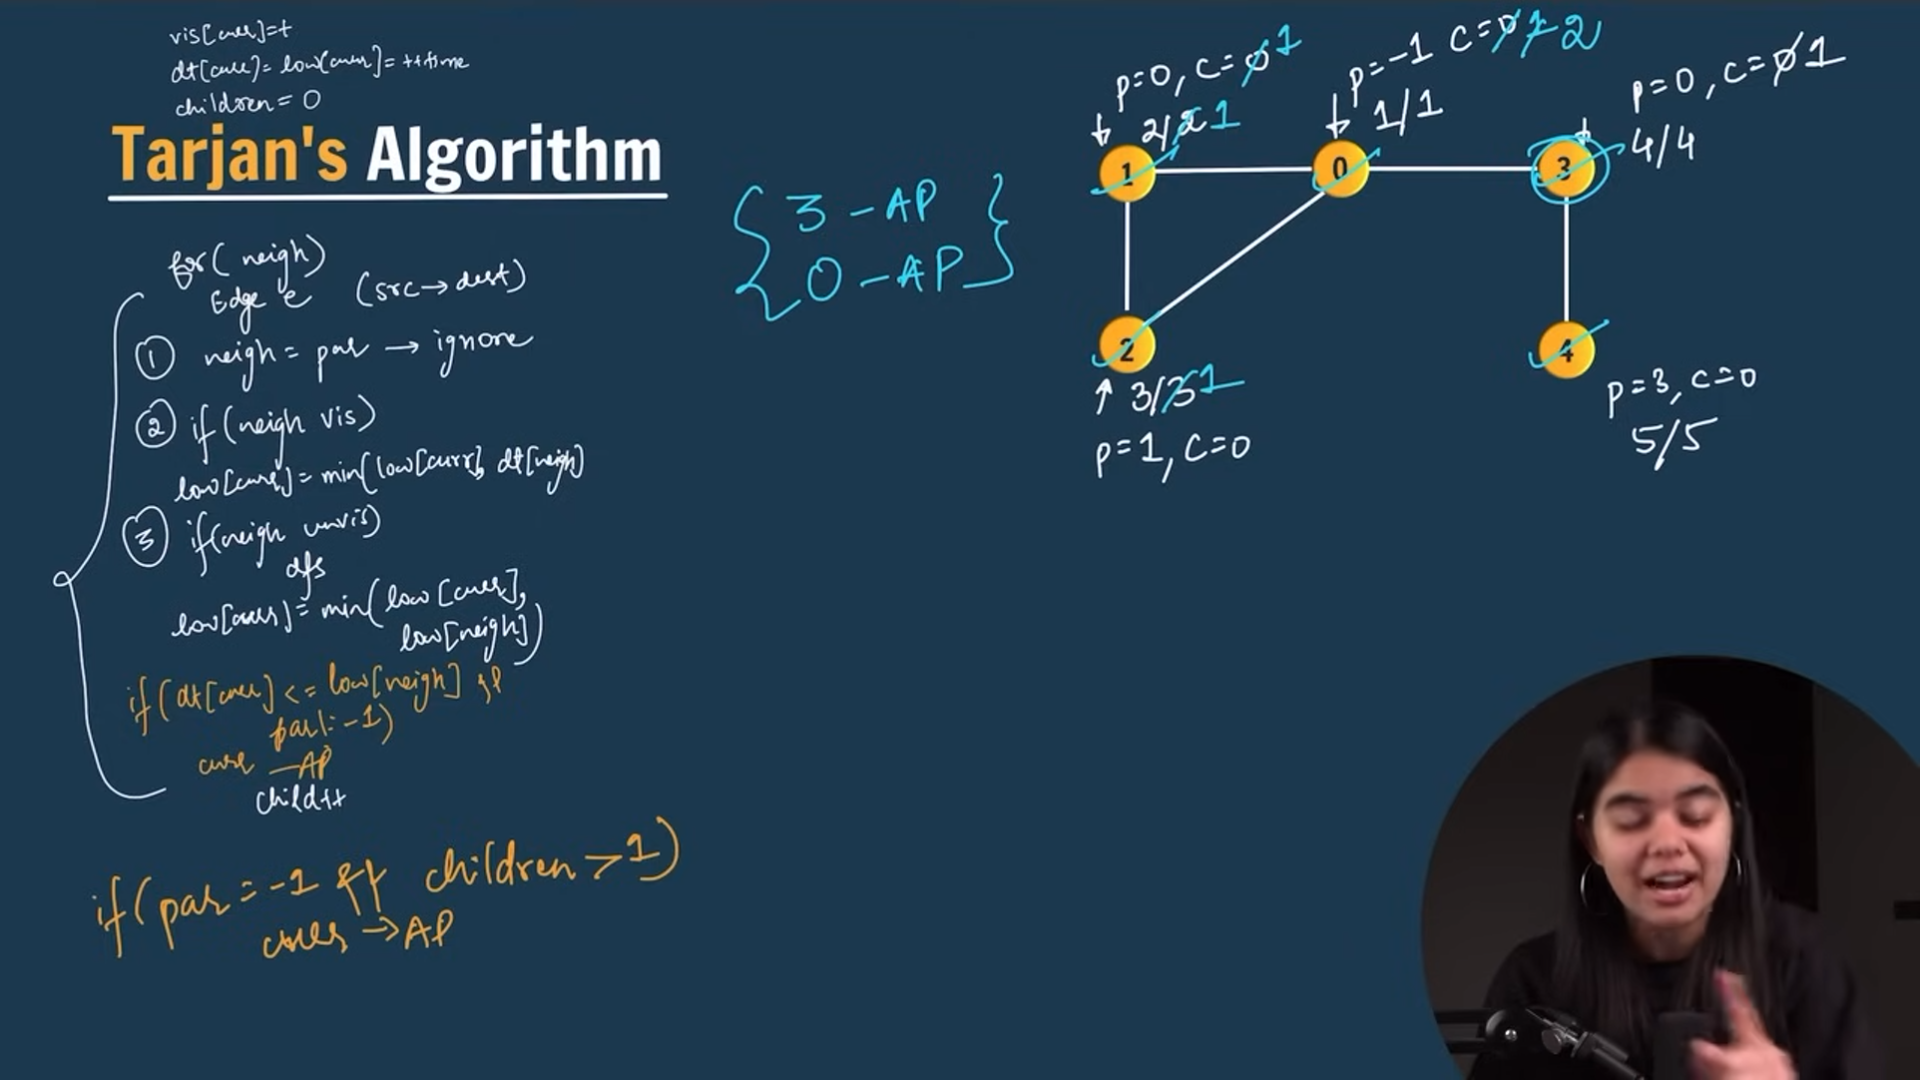 vis[curr]=t
dt[curr]= low[curr]= ++time
children = 0
Tarjan's Algorithm
for( neigh)
Edge e (src→dest)
① neigh = par → ignore
② if(neigh vis)
low[curr]= min(low[curr], dt[neigh]
③ if(neigh unvis)
dfs
low[curr]= min(low[curr],
low[neigh])
if(dt[curr] <= low[neigh] &&
par!= -1)
curr — AP
child++
if(par = -1 && children > 1)
curr → AP
{ 3 - AP }
{ 0 - AP }
p=0, c=0 1
2/2 1
p=-1 c=0 1 2
1/1
p=0, c=0 1
4/4
1
0
3
2
4
3/3 1
p=1, c=0
p=3, c=0
5/5